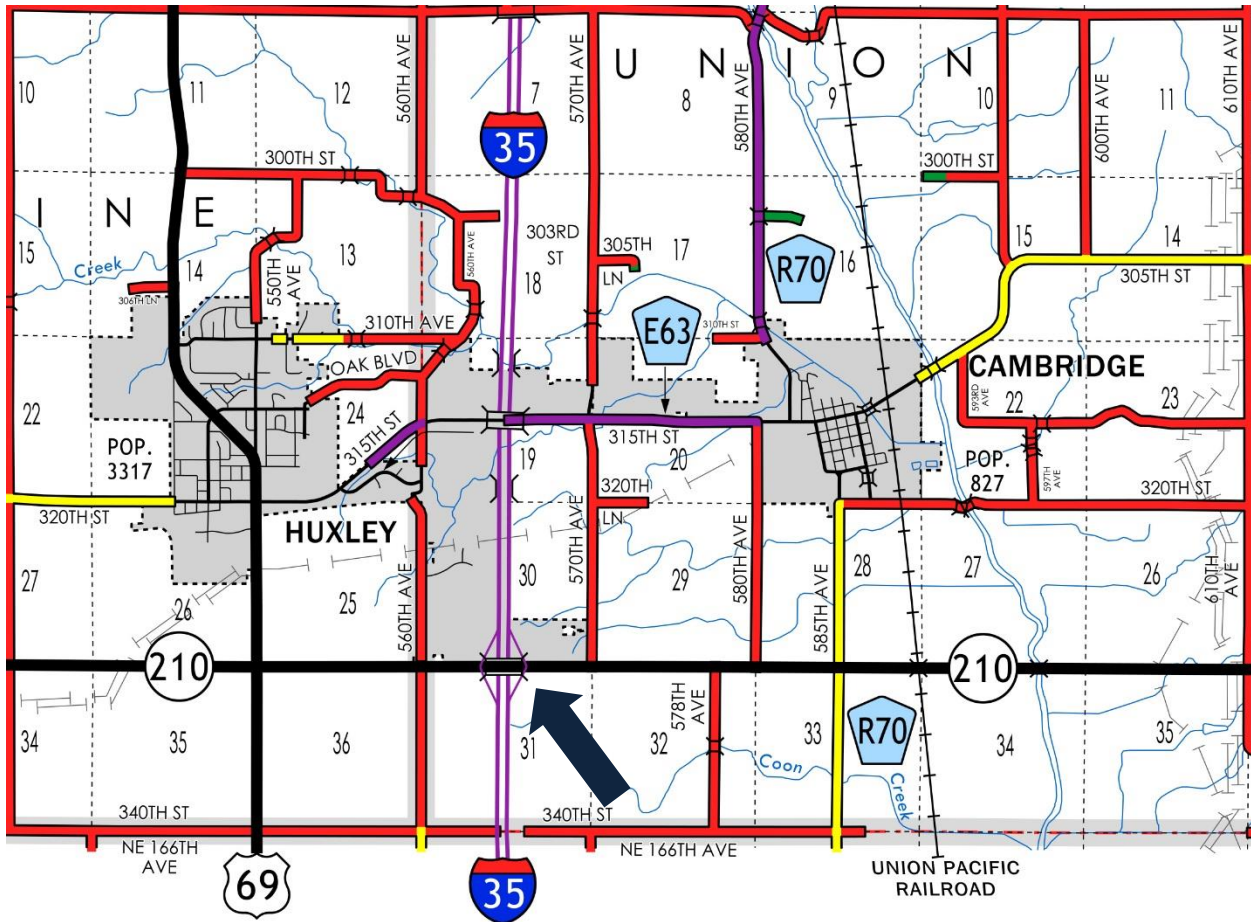 U N I O N
10
11
12
560TH AVE
7
570TH AVE
8
580TH AVE
9
10
600TH AVE
11
610TH AVE
35
300TH ST
300TH ST
I N E
15
Creek
14
306TH LN
550TH
AVE
13
560TH AVE
303RD
ST
18
305TH
LN
17
R70
16
15
14
305TH ST
310TH AVE
OAK BLVD
E63
310TH ST
CAMBRIDGE
22
POP.
3317
24
315TH ST
19
315TH ST
20
593RD
AVE
22
23
POP.
827
597TH
AVE
320TH ST
HUXLEY
320TH
LN
320TH ST
27
26
25
560TH AVE
30
570TH AVE
29
580TH AVE
585TH AVE
28
27
26
610TH
AVE
210
210
34
35
36
31
32
578TH
AVE
33
R70
34
35
Coon
Creek
340TH ST
340TH ST
NE 166TH
AVE
NE 166TH AVE
69
35
UNION PACIFIC
RAILROAD